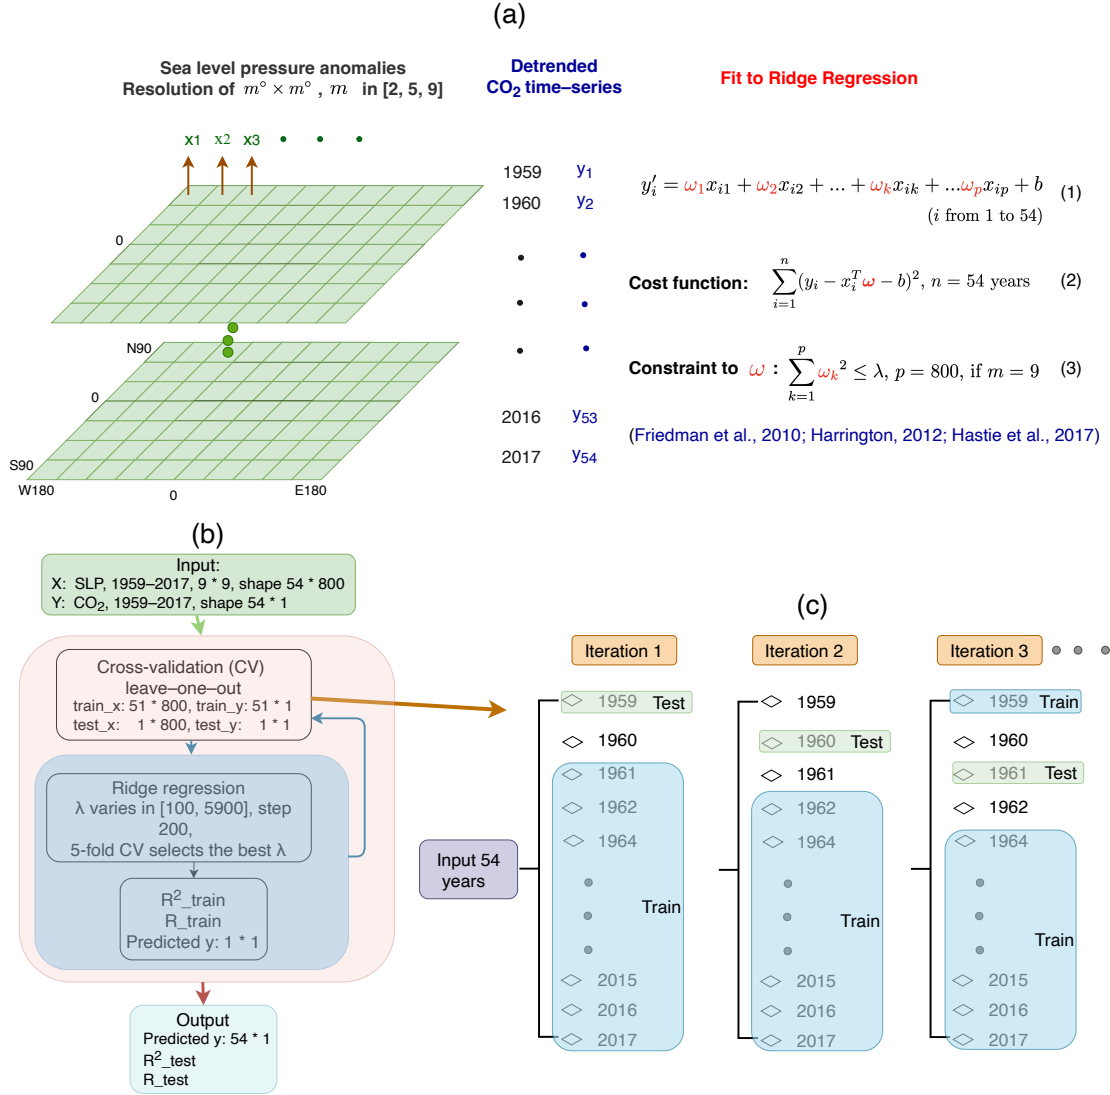 (a)
Sea level pressure anomalies
Resolution of m° × m° , m in [2, 5, 9]
x1 x2 x3 • • •
0
N90
0
S90
W180
0
E180
Detrended
CO₂ time–series
1959 y₁
1960 y₂
2016 y₅₃
2017 y₅₄
Fit to Ridge Regression
y′ᵢ = ω₁xᵢ₁ + ω₂xᵢ₂ + ... + ωₖxᵢₖ + ...ωₚxᵢₚ + b (1)
(i from 1 to 54)
Cost function: ∑ᵢ₌₁ⁿ (yᵢ − xᵢᵀω − b)², n = 54 years (2)
Constraint to ω : ∑ₖ₌₁ᵖ ωₖ² ≤ λ, p = 800, if m = 9 (3)
(Friedman et al., 2010; Harrington, 2012; Hastie et al., 2017)
(b)
Input:
X: SLP, 1959–2017, 9 * 9, shape 54 * 800
Y: CO₂, 1959–2017, shape 54 * 1
Cross-validation (CV)
leave–one–out
train_x: 51 * 800, train_y: 51 * 1
test_x: 1 * 800, test_y: 1 * 1
Ridge regression
λ varies in [100, 5900], step
200,
5-fold CV selects the best λ
R²_train
R_train
Predicted y: 1 * 1
Output
Predicted y: 54 * 1
R²_test
R_test
(c)
Input 54
years
Iteration 1
1959 Test
1960
1961
1962
1964
Train
2015
2016
2017
Iteration 2
1959
1960 Test
1961
1962
1964
Train
2015
2016
2017
Iteration 3 • • •
1959 Train
1960
1961 Test
1962
1964
Train
2015
2016
2017